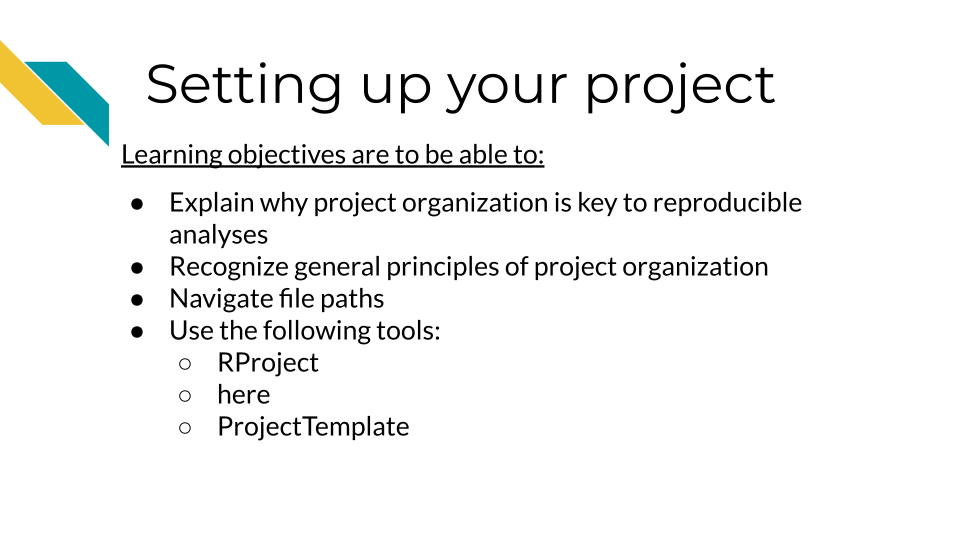 Setting up your project
Learning objectives are to be able to:
● Explain why project organization is key to reproducible
analyses
● Recognize general principles of project organization
● Navigate file paths
● Use the following tools:
○ RProject
○ here
○ ProjectTemplate